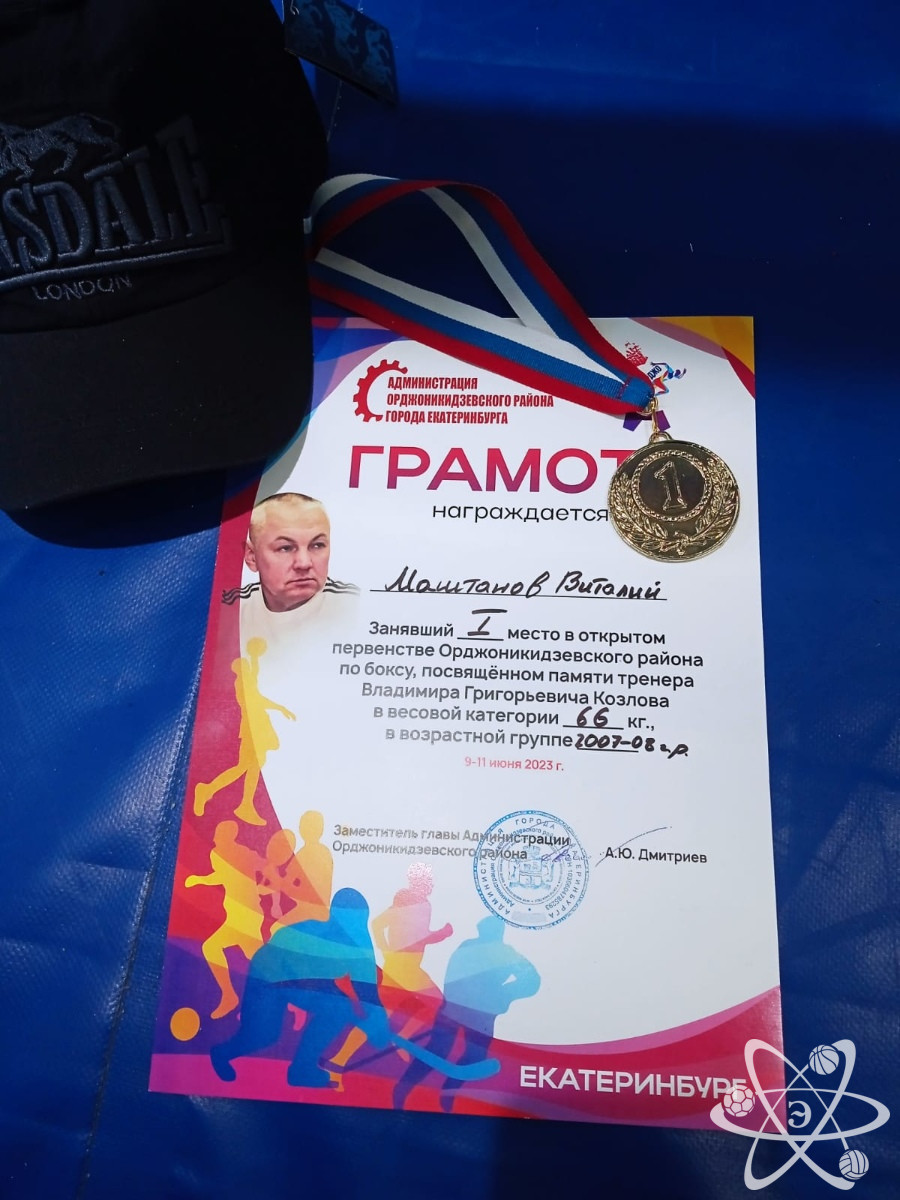 NSDALE
LONDON
АДМИНИСТРАЦИЯ
ОРДЖОНИКИДЗЕВСКОГО РАЙОНА
ГОРОДА ЕКАТЕРИНБУРГА
ГРАМОТ
награждается
1
Маштанов Виталий
Занявший I место в открытом
первенстве Орджоникидзевского района
по боксу, посвящённом памяти тренера
Владимира Григорьевича Козлова
в весовой категории 66 кг.,
в возрастной группе 2007-08 г.р.
9-11 июня 2023 г.
Заместитель главы Администрации
Орджоникидзевского района
А.Ю. Дмитриев
ЕКАТЕРИНБУРГ
Э